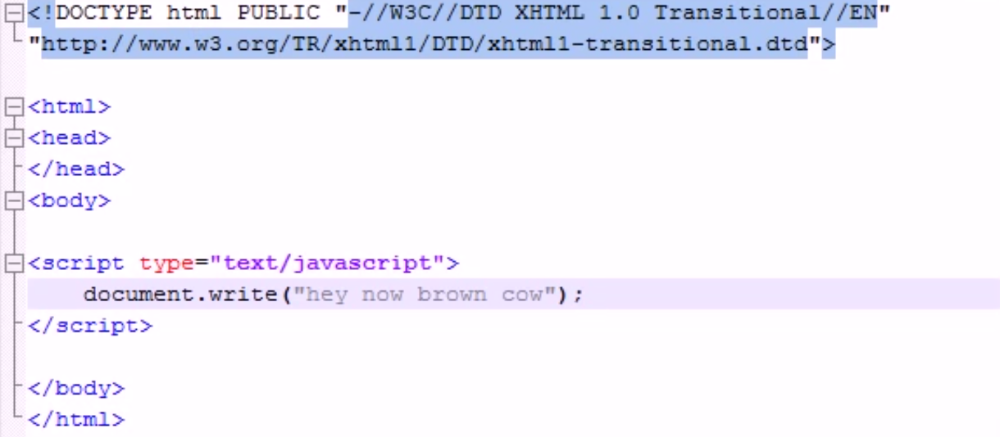 <!DOCTYPE html PUBLIC "-//W3C//DTD XHTML 1.0 Transitional//EN"
"http://www.w3.org/TR/xhtml1/DTD/xhtml1-transitional.dtd">
<html>
<head>
</head>
<body>
<script type="text/javascript">
document.write("hey now brown cow");
</script>
</body>
</html>